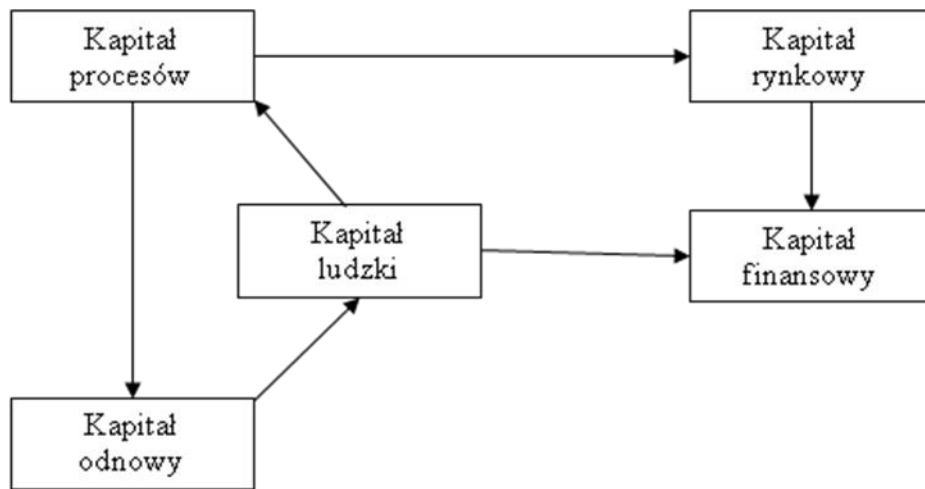 Kapitał
procesów
Kapitał
rynkowy
Kapitał
ludzki
Kapitał
finansowy
Kapitał
odnowy